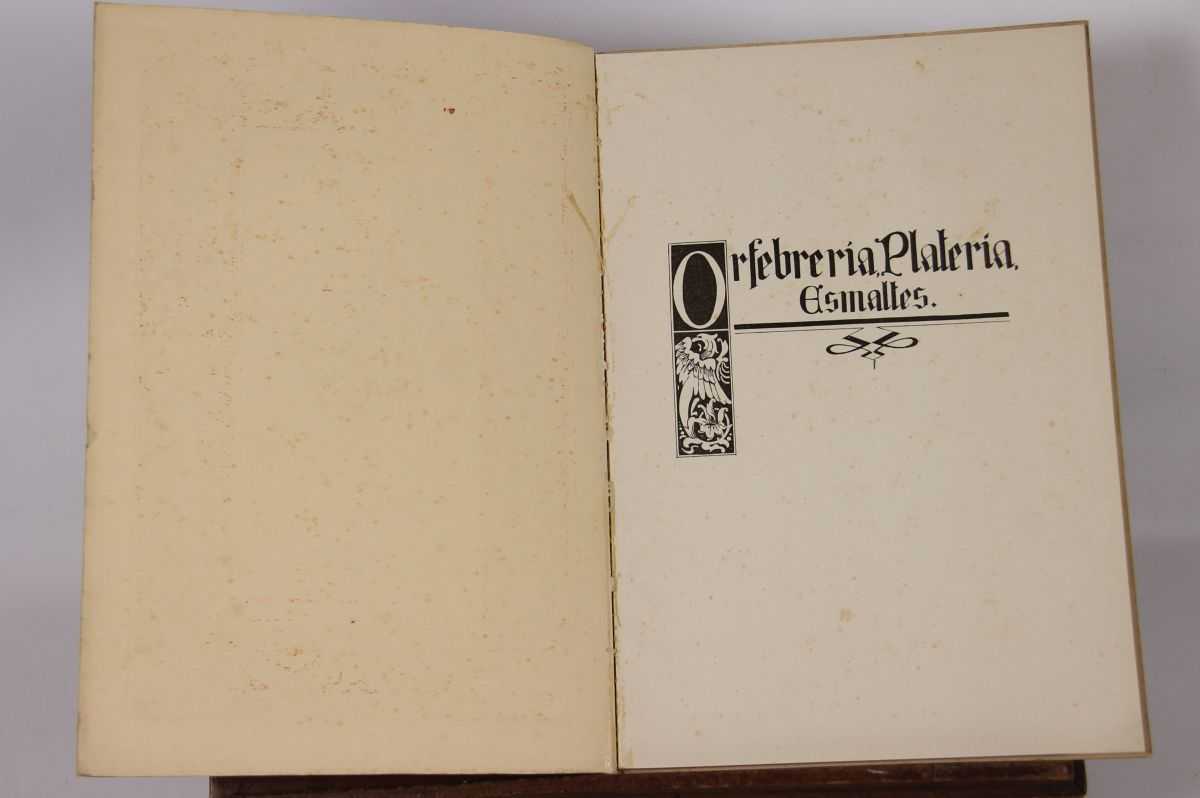 Orfebrería, Platería,
Esmaltes.